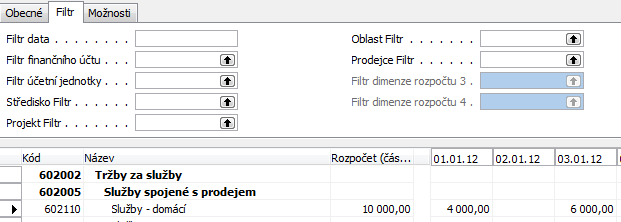 Obecné Filtr Možnosti
Filtr data . . . . . . . . . Oblast Filtr . . . . . . .
Filtr finančního účtu . . Prodejce Filtr . . . . . .
Filtr účetní jednotky . . . Filtr dimenze rozpočtu 3 .
Středisko Filtr . . . . . . . Filtr dimenze rozpočtu 4 .
Projekt Filtr . . . . . . .
Kód Název Rozpočet (čás... 01.01.12 02.01.12 03.01.12
602002 Tržby za služby
602005 Služby spojené s prodejem
602110 Služby - domácí 10 000,00 4 000,00 6 000,00